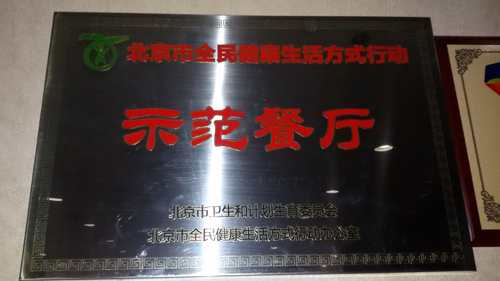 北京市全民健康生活方式行动
示范餐厅
北京市卫生和计划生育委员会
北京市全民健康生活方式行动办公室